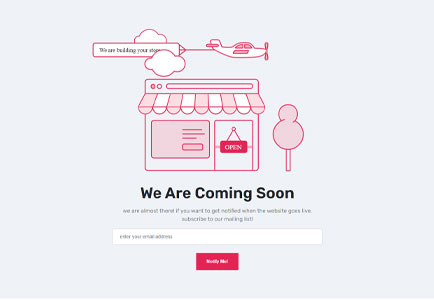 We are building your store
OPEN
We Are Coming Soon
we are almost there! if you want to get notified when the website goes live.
subscribe to our mailing list!
enter your email address
Notify Me!